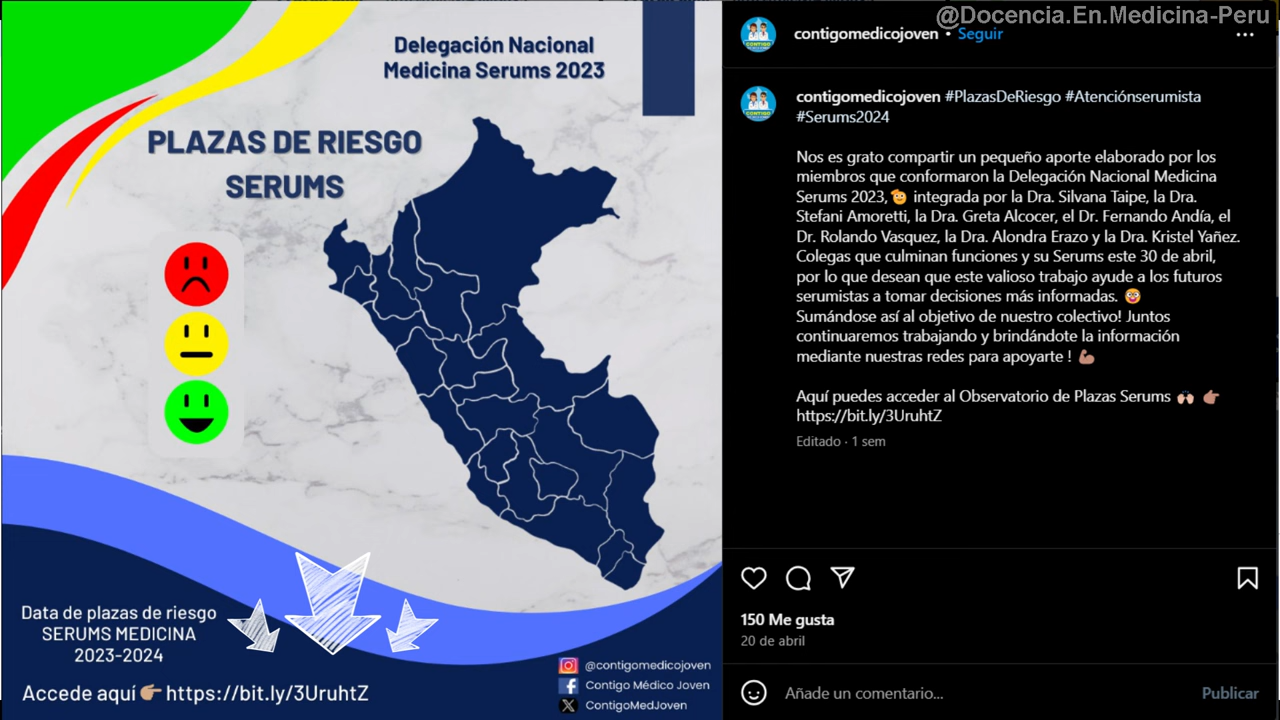 @Docencia.En.Medicina-Peru
Delegación Nacional
Medicina Serums 2023
PLAZAS DE RIESGO
SERUMS
Data de plazas de riesgo
SERUMS MEDICINA
2023-2024
Accede aquí 👉🏽 https://bit.ly/3UruhtZ
@contigomedicojoven
Contigo Médico Joven
ContigoMedJoven
contigomedicojoven • Seguir
contigomedicojoven #PlazasDeRiesgo #Atenciónserumista
#Serums2024
Nos es grato compartir un pequeño aporte elaborado por los
miembros que conformaron la Delegación Nacional Medicina
Serums 2023,🫡 integrada por la Dra. Silvana Taipe, la Dra.
Stefani Amoretti, la Dra. Greta Alcocer, el Dr. Fernando Andía, el
Dr. Rolando Vasquez, la Dra. Alondra Erazo y la Dra. Kristel Yañez.
Colegas que culminan funciones y su Serums este 30 de abril,
por lo que desean que este valioso trabajo ayude a los futuros
serumistas a tomar decisiones más informadas. 🤓
Sumándose así al objetivo de nuestro colectivo! Juntos
continuaremos trabajando y brindándote la información
mediante nuestras redes para apoyarte ! 💪🏽
Aquí puedes acceder al Observatorio de Plazas Serums 🙌🏻 👉🏽
https://bit.ly/3UruhtZ
Editado · 1 sem
150 Me gusta
20 de abril
Añade un comentario...
Publicar